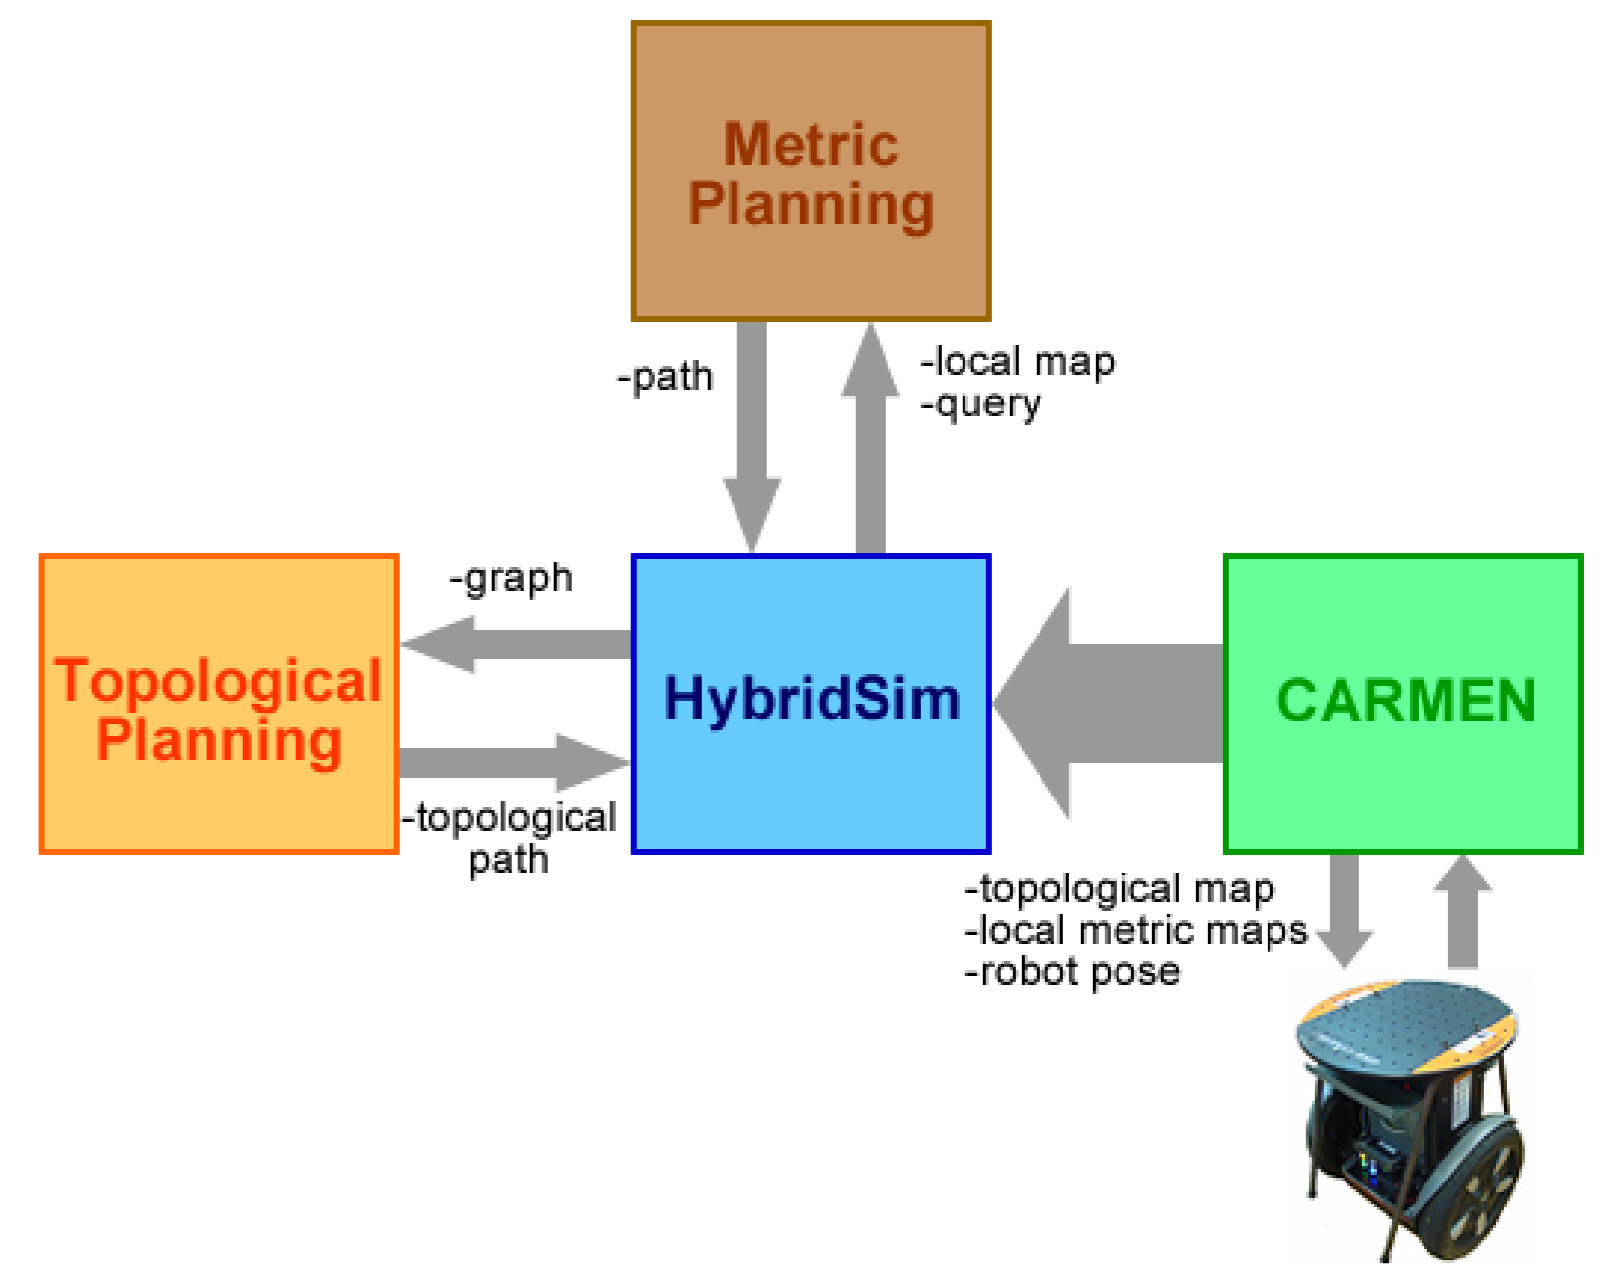 Metric
Planning
-path
-local map
-query
-graph
Topological
Planning
HybridSim
CARMEN
-topological
path
-topological map
-local metric maps
-robot pose